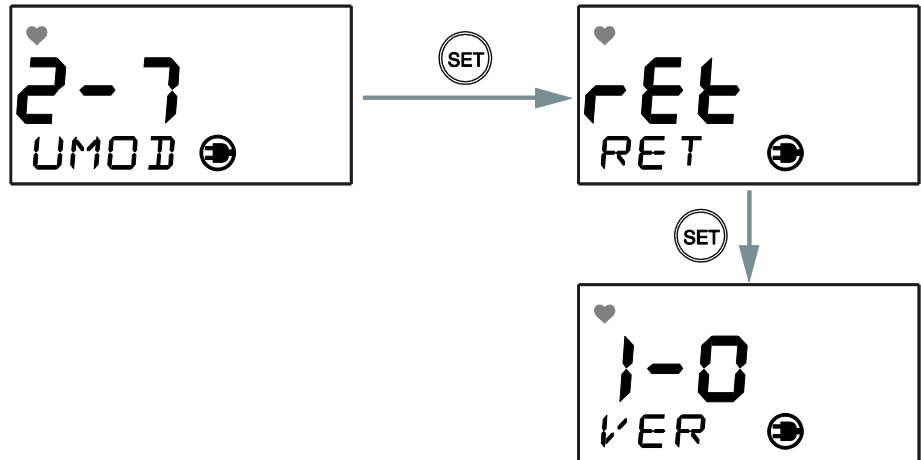 2-7
UMOD
SET
rEt
RET
SET
1-0
VER